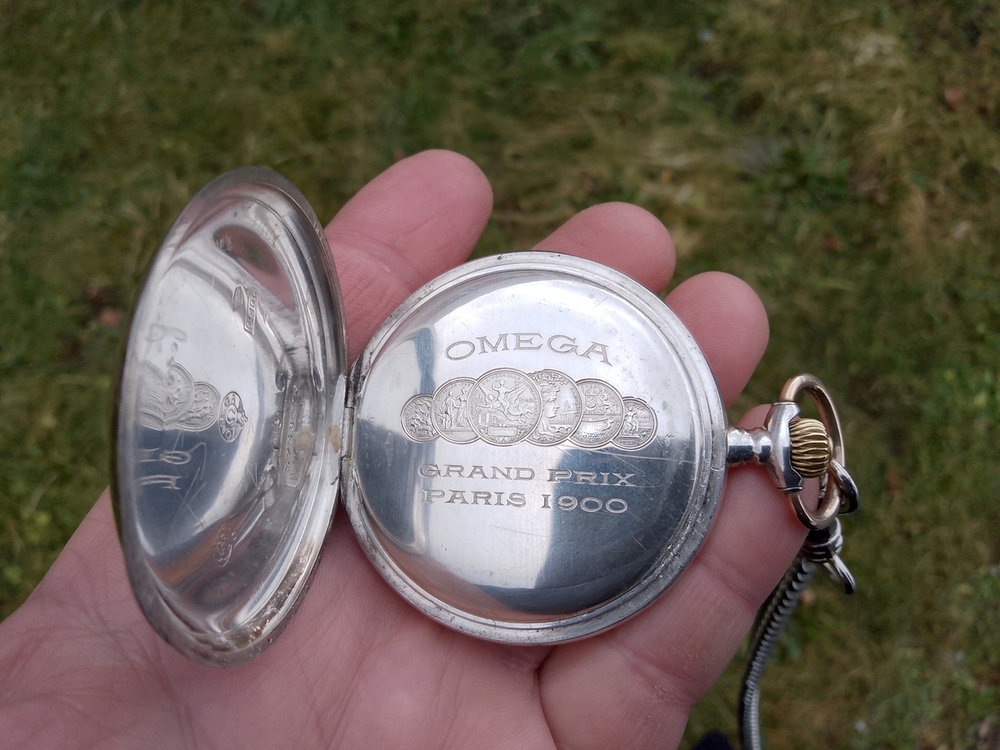 OMEGA
GRAND PRIX
PARIS 1900